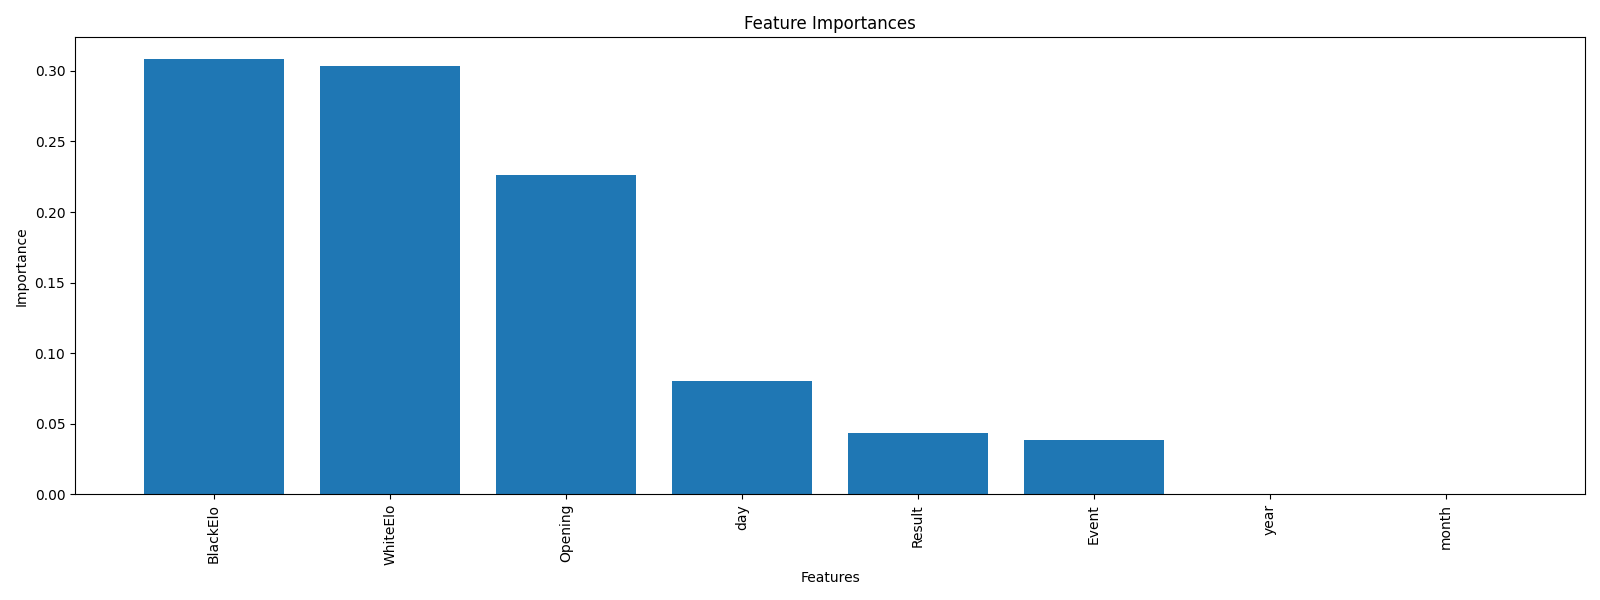 Feature Importances
Importance
0.30
0.25
0.20
0.15
0.10
0.05
0.00
BlackElo
WhiteElo
Opening
day
Result
Event
year
month
Features